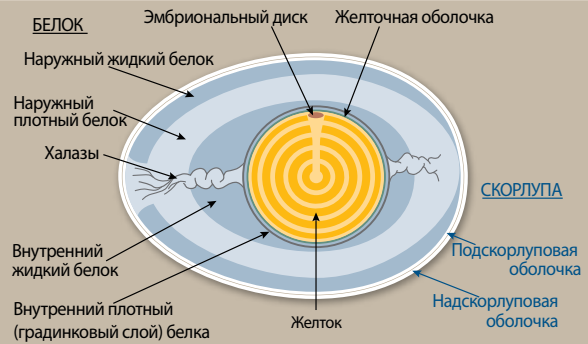 БЕЛОК
Эмбриональный диск
Желточная оболочка
Наружный жидкий белок
Наружный
плотный белок
Халазы
СКОРЛУПА
Внутренний
жидкий белок
Подскорлуповая
оболочка
Надскорлуповая
оболочка
Внутренний плотный
(градинковый слой) белка
Желток